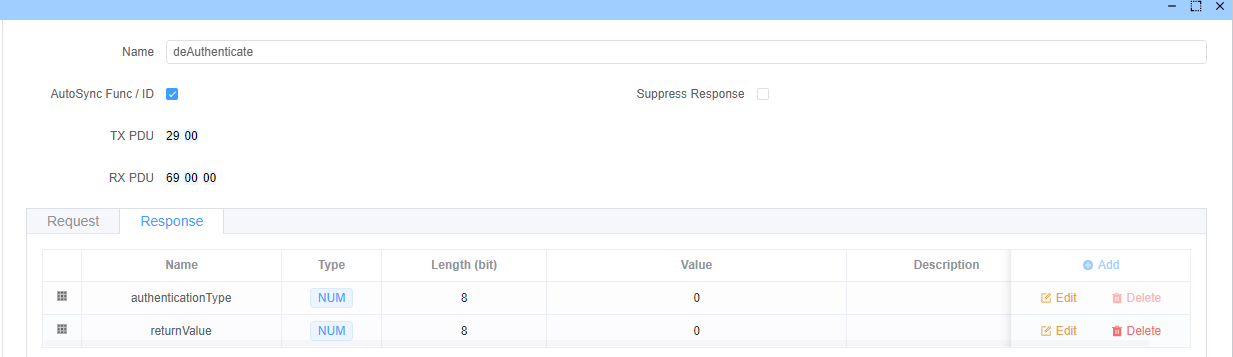 Name deAuthenticate
AutoSync Func / ID Suppress Response
TX PDU 29 00
RX PDU 69 00 00
Request Response
Name Type Length (bit) Value Description Add
authenticationType NUM 8 0 Edit Delete
returnValue NUM 8 0 Edit Delete